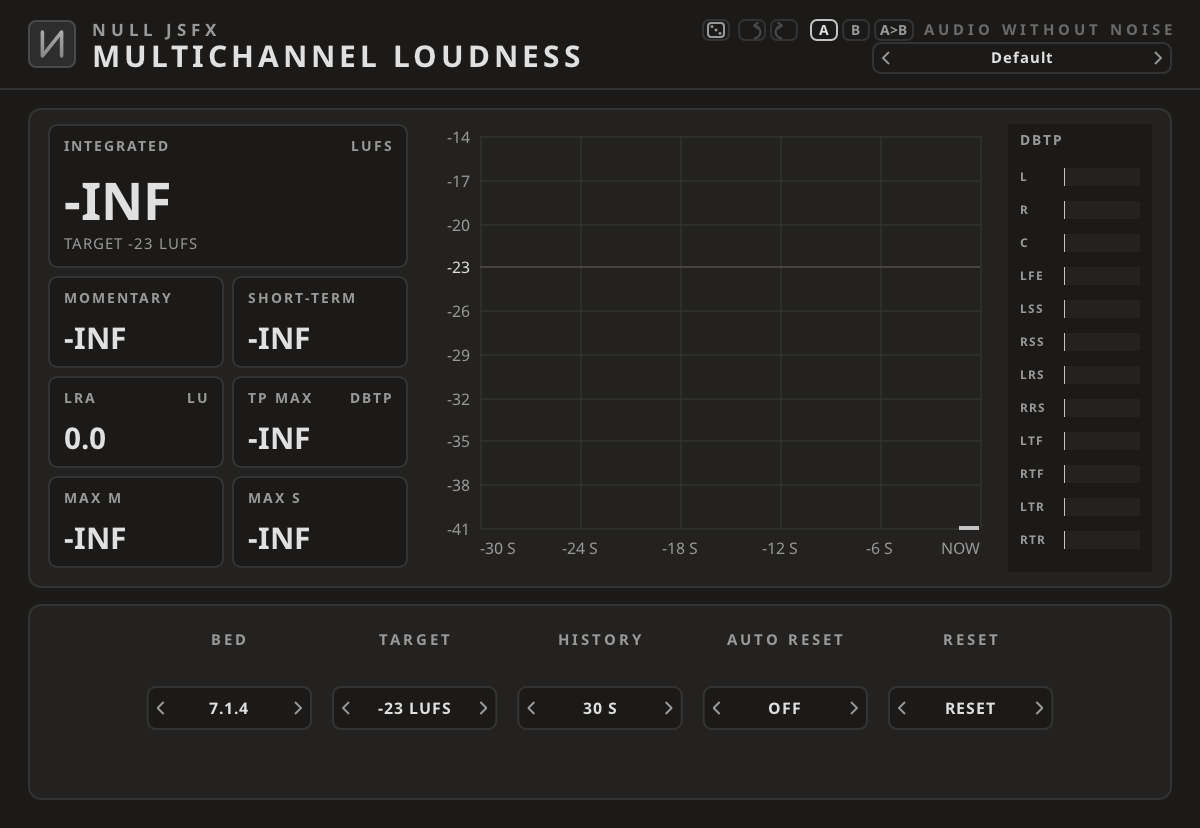 NULL JSFX
MULTICHANNEL LOUDNESS
A B A>B AUDIO WITHOUT NOISE
Default
INTEGRATED LUFS
-INF
TARGET -23 LUFS
MOMENTARY
-INF
SHORT-TERM
-INF
LRA LU
0.0
TP MAX DBTP
-INF
MAX M
-INF
MAX S
-INF
-14
-17
-20
-23
-26
-29
-32
-35
-38
-41
-30 S -24 S -18 S -12 S -6 S NOW
DBTP
L
R
C
LFE
LSS
RSS
LRS
RRS
LTF
RTF
LTR
RTR
BED TARGET HISTORY AUTO RESET RESET
7.1.4 -23 LUFS 30 S OFF RESET